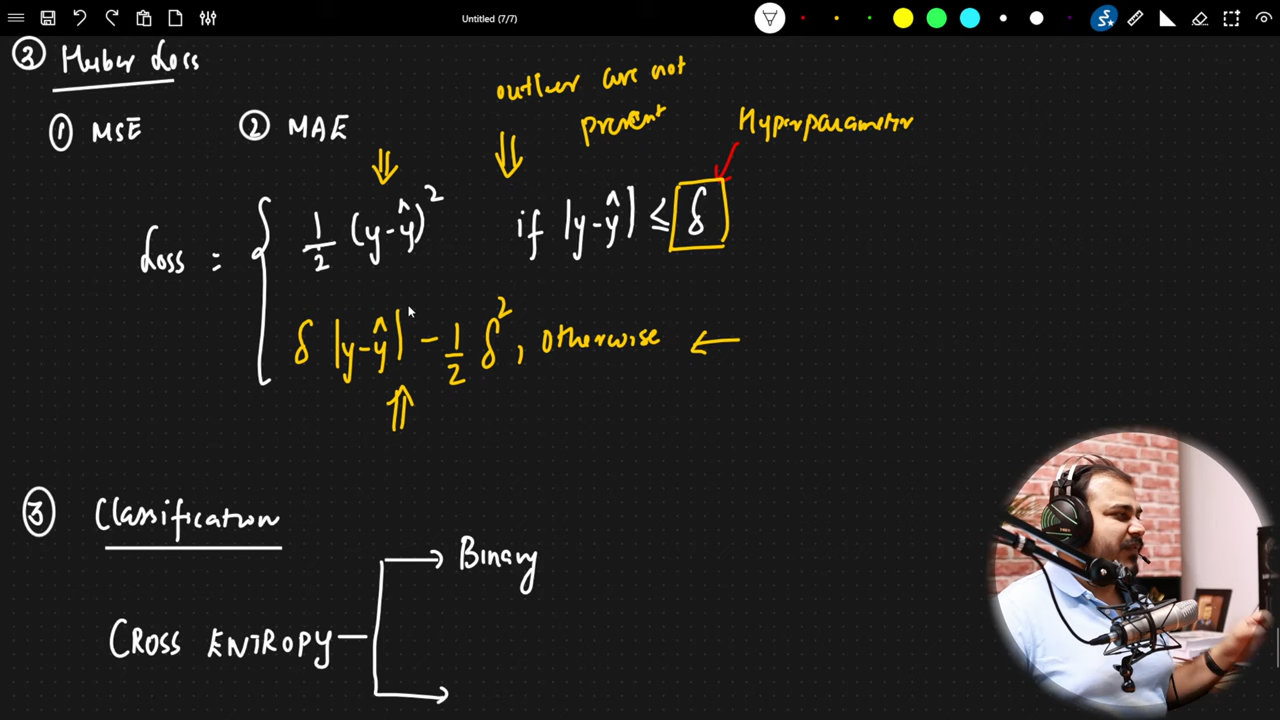 Untitled (7/7)
③ Huber Loss
outlier are not
present
① MSE ② MAE
Hyperparameter
Loss = { 1/2 (y-ŷ)² if |y-ŷ| ≤ δ
δ |y-ŷ| - 1/2 δ², Otherwise ←
③ Classification
Binary
CROSS ENTROPY